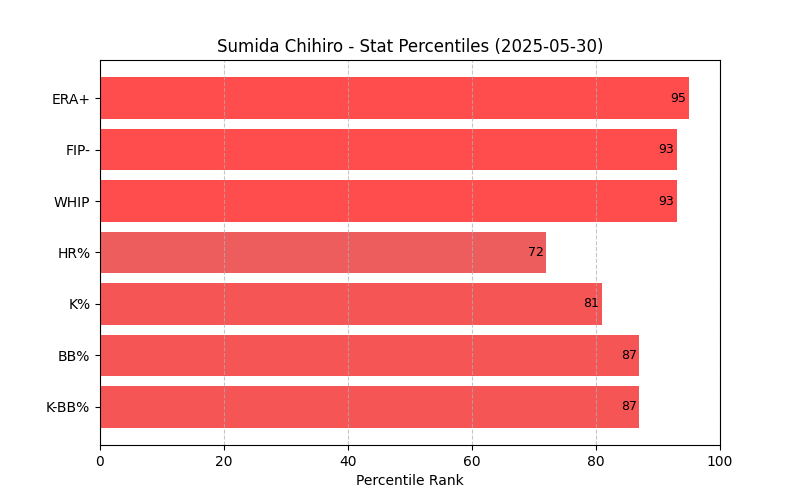 Sumida Chihiro - Stat Percentiles (2025-05-30)
ERA+ 95
FIP- 93
WHIP 93
HR% 72
K% 81
BB% 87
K-BB% 87
0 20 40 60 80 100
Percentile Rank